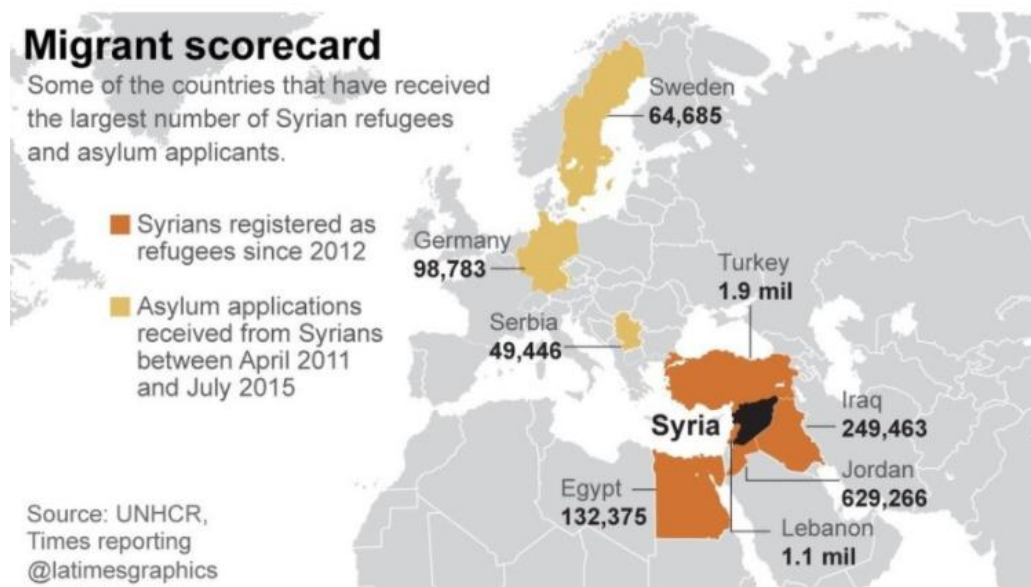 Migrant scorecard
Some of the countries that have received
the largest number of Syrian refugees
and asylum applicants.
Syrians registered as
refugees since 2012
Asylum applications
received from Syrians
between April 2011
and July 2015
Sweden
64,685
Germany
98,783
Serbia
49,446
Turkey
1.9 mil
Syria
Iraq
249,463
Jordan
629,266
Egypt
132,375
Lebanon
1.1 mil
Source: UNHCR,
Times reporting
@latimesgraphics